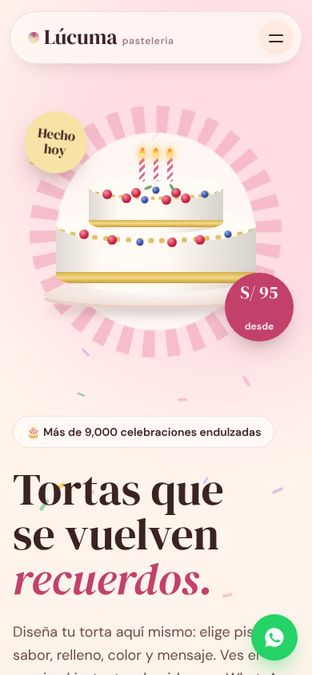 Lúcuma pastelería
Hecho
hoy
S/ 95
desde
Más de 9,000 celebraciones endulzadas
Tortas que
se vuelven
recuerdos.
Diseña tu torta aquí mismo: elige
sabor, relleno, color y mensaje. Ves el